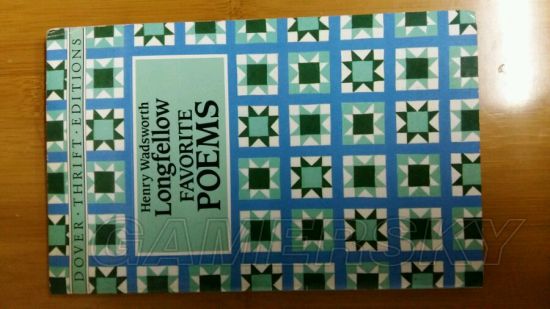 DOVER · THRIFT · EDITIONS
Henry Wadsworth
Longfellow
FAVORITE
POEMS
GAMERSKY